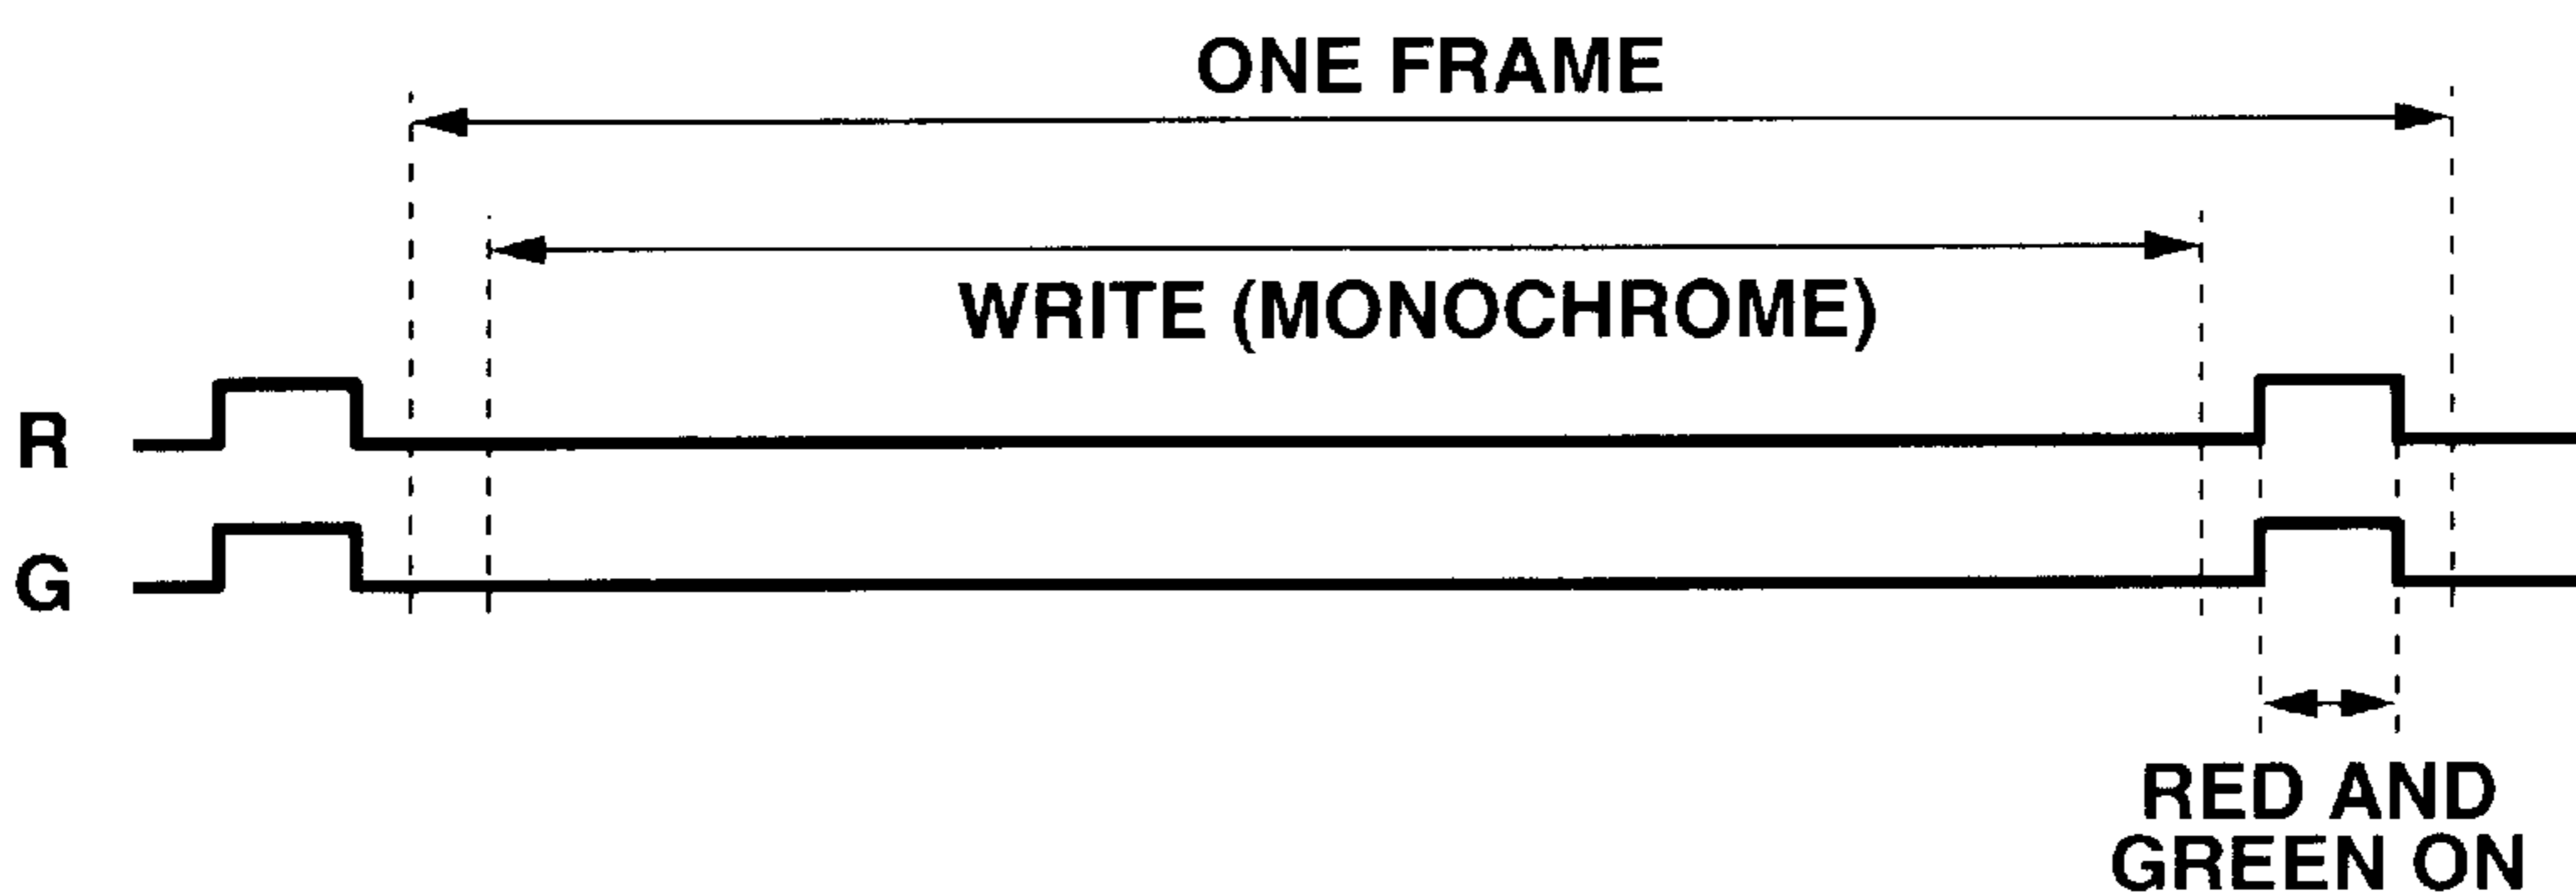 ONE FRAME
WRITE (MONOCHROME)
R
G
RED AND
GREEN ON